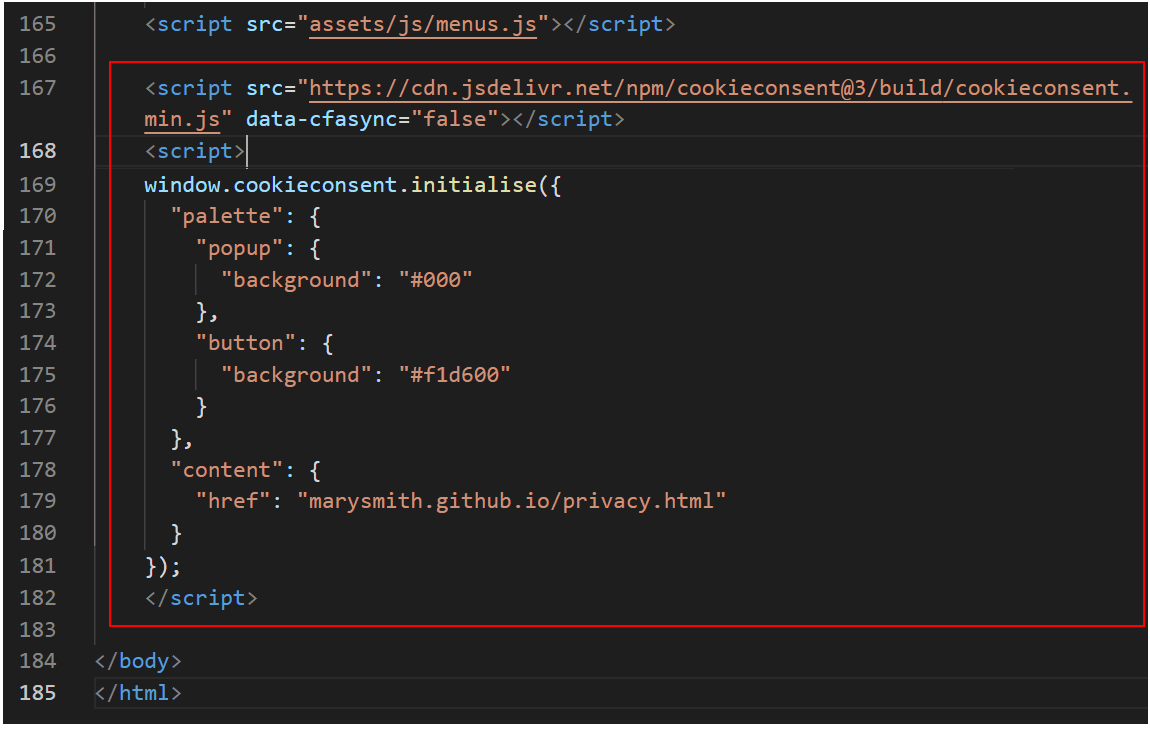 165 <script src="assets/js/menus.js"></script>
166
167 <script src="https://cdn.jsdelivr.net/npm/cookieconsent@3/build/cookieconsent.
min.js" data-cfasync="false"></script>
168 <script>
169 window.cookieconsent.initialise({
170 "palette": {
171 "popup": {
172 "background": "#000"
173 },
174 "button": {
175 "background": "#f1d600"
176 }
177 },
178 "content": {
179 "href": "marysmith.github.io/privacy.html"
180 }
181 });
182 </script>
183
184 </body>
185 </html>